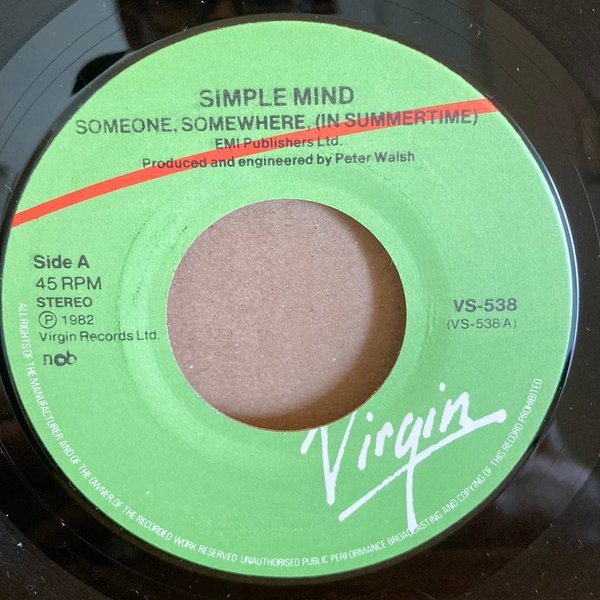 SIMPLE MIND
SOMEONE, SOMEWHERE, (IN SUMMERTIME)
EMI Publishers Ltd.
Produced and engineered by Peter Walsh
Side A
45 RPM
STEREO
Ⓟ 1982
Virgin Records Ltd.
ncb
VS-538
(VS-538 A)
Virgin
ALL RIGHTS OF THE MANUFACTURER AND OF THE OWNER OF THE RECORDED WORK RESERVED. UNAUTHORISED PUBLIC PERFORMANCE BROADCASTING AND COPYING OF THIS RECORD PROHIBITED